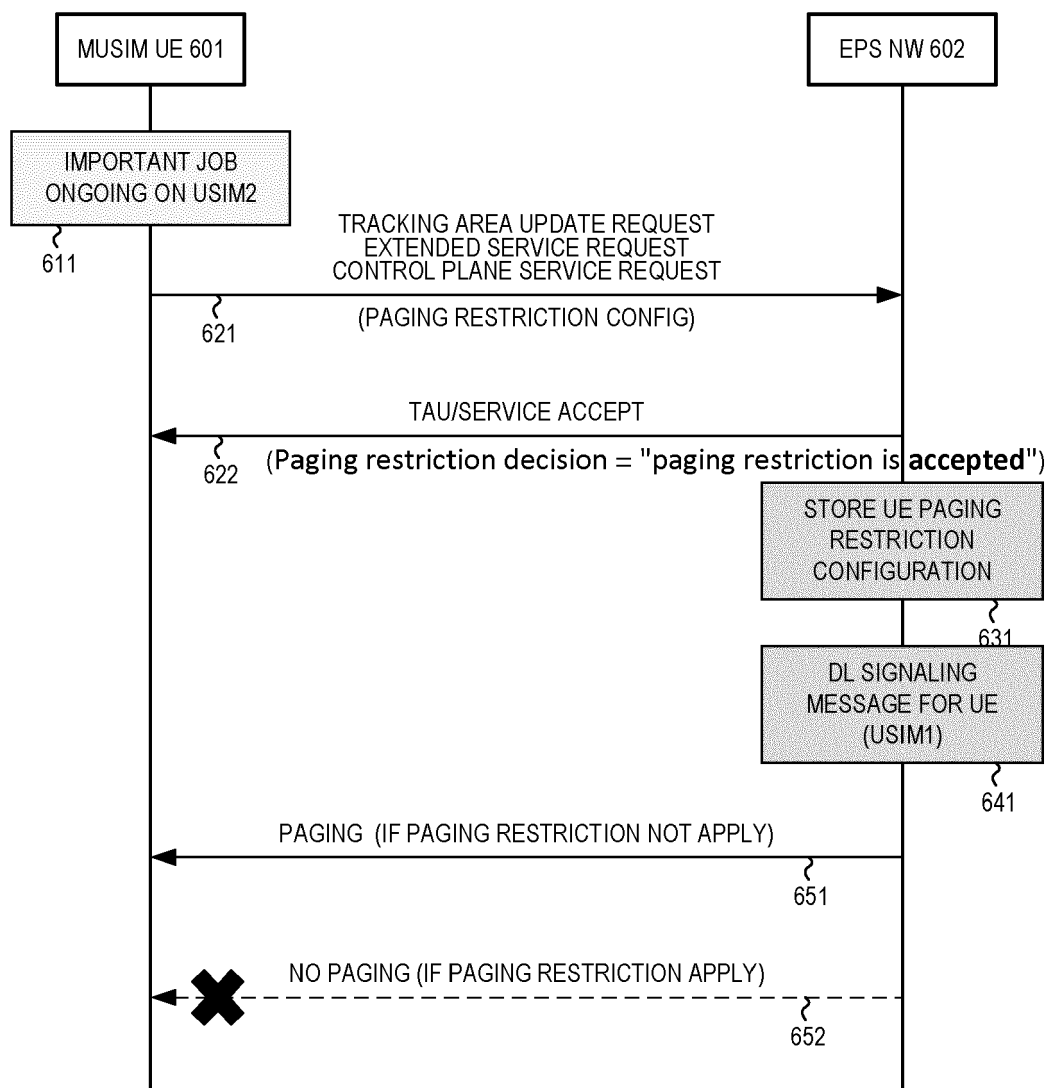 MUSIM UE 601
EPS NW 602
IMPORTANT JOB
ONGOING ON USIM2
611
TRACKING AREA UPDATE REQUEST
EXTENDED SERVICE REQUEST
CONTROL PLANE SERVICE REQUEST
(PAGING RESTRICTION CONFIG)
621
TAU/SERVICE ACCEPT
622
(Paging restriction decision = "paging restriction is accepted")
STORE UE PAGING
RESTRICTION
CONFIGURATION
631
DL SIGNALING
MESSAGE FOR UE
(USIM1)
641
PAGING (IF PAGING RESTRICTION NOT APPLY)
651
NO PAGING (IF PAGING RESTRICTION APPLY)
652